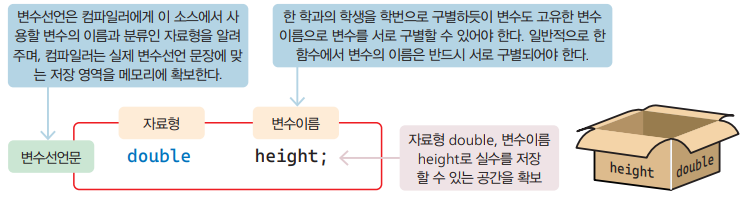 변수선언은 컴파일러에게 이 소스에서 사
용할 변수의 이름과 분류인 자료형을 알려
주며, 컴파일러는 실제 변수선언 문장에 맞
는 저장 영역을 메모리에 확보한다.
한 학과의 학생을 학번으로 구별하듯이 변수도 고유한 변수
이름으로 변수를 서로 구별할 수 있어야 한다. 일반적으로 한
함수에서 변수의 이름은 반드시 서로 구별되어야 한다.
자료형
변수이름
변수선언문
double
height;
자료형 double, 변수이름
height로 실수를 저장
할 수 있는 공간을 확보
height
double